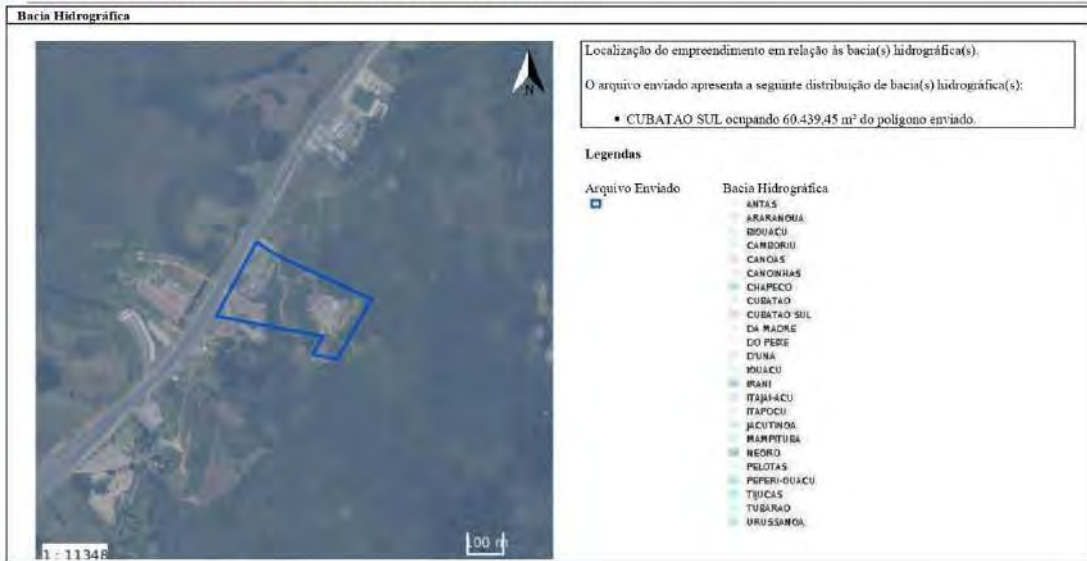 Bacia Hidrográfica
N
100 m
1 : 11348
Localização do empreendimento em relação às bacia(s) hidrográfica(s).
O arquivo enviado apresenta a seguinte distribuição de bacia(s) hidrográfica(s):
• CUBATAO SUL ocupando 60.439,45 m² do polígono enviado.
Legendas
Arquivo Enviado
Bacia Hidrográfica
ANTAS
ARARANGUA
BIGUACU
CAMBORIU
CANOAS
CANOINHAS
CHAPECO
CUBATAO
CUBATAO SUL
DA MADRE
DO PEIXE
D'UNA
IGUACU
IRANI
ITAJAI-ACU
ITAPOCU
JACUTINGA
MAMPITUBA
NEGRO
PELOTAS
PEPERI-GUACU
TIJUCAS
TUBARAO
URUSSANGA